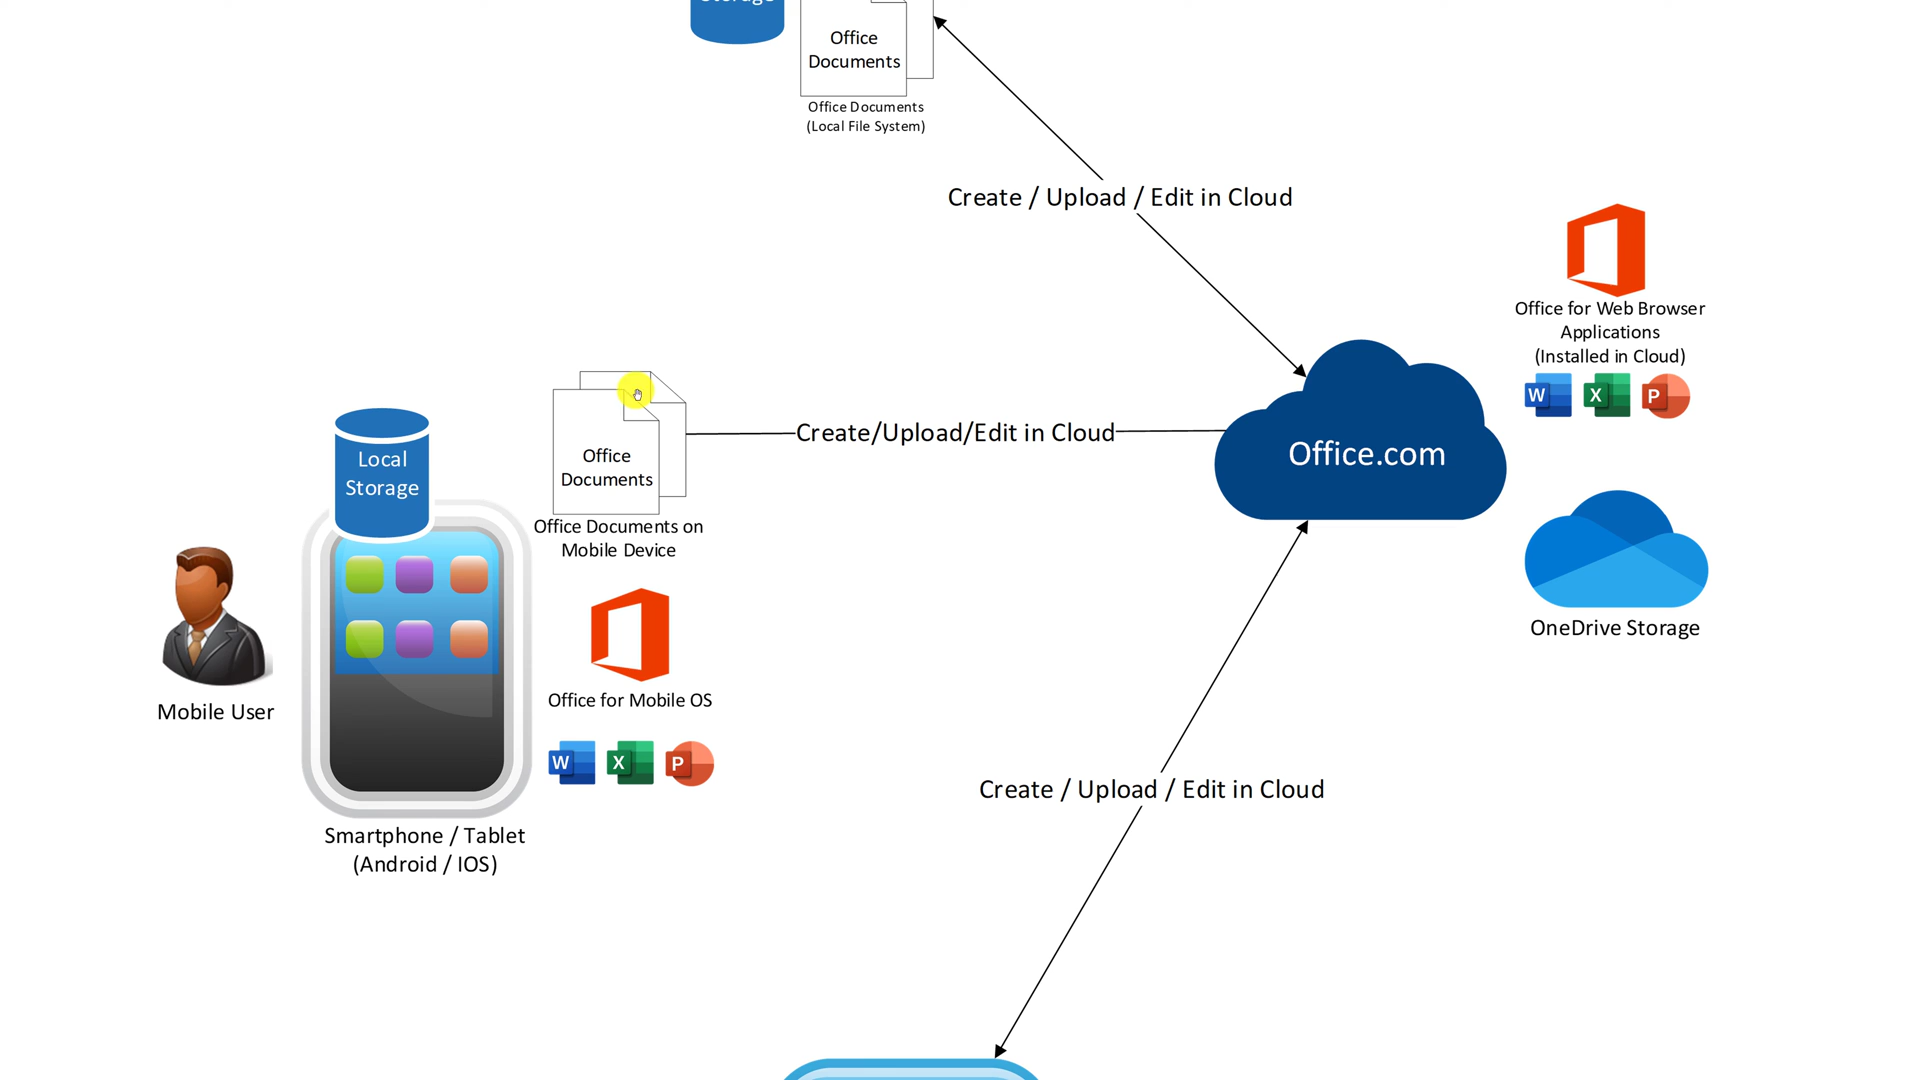 Storage
Office
Documents
Office Documents
(Local File System)
Create / Upload / Edit in Cloud
Office for Web Browser
Applications
(Installed in Cloud)
W X P
Create/Upload/Edit in Cloud
Office.com
Local
Storage
Office
Documents
Office Documents on
Mobile Device
OneDrive Storage
Office for Mobile OS
Mobile User
W X P
Create / Upload / Edit in Cloud
Smartphone / Tablet
(Android / IOS)